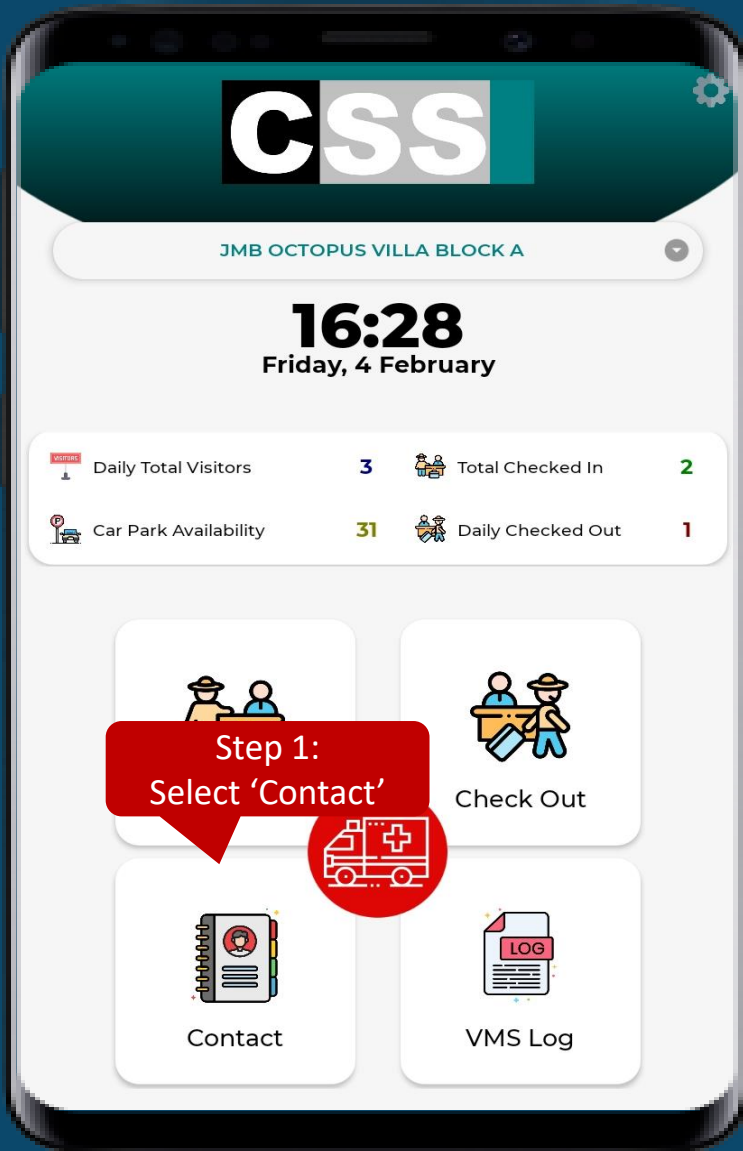 CSS
JMB OCTOPUS VILLA BLOCK A
16:28
Friday, 4 February
VISITORS
Daily Total Visitors 3
Total Checked In 2
P
Car Park Availability 31
Daily Checked Out 1
Step 1:
Select ‘Contact’
Check Out
LOG
Contact
VMS Log